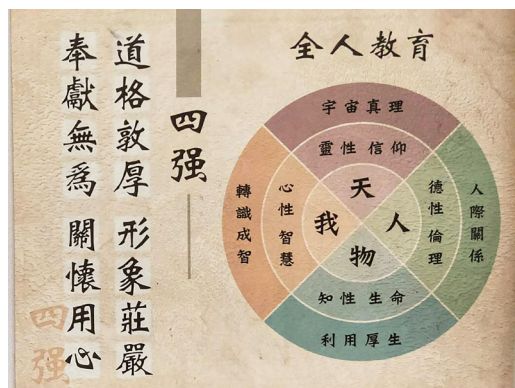 全人教育
四强
道格敦厚 形象莊嚴
奉獻無為 關懷用心
宇宙真理
靈性 信仰
天
轉識成智
心性 智慧
我
人
德性 倫理
人際關係
物
知性 生命
利用厚生
四强